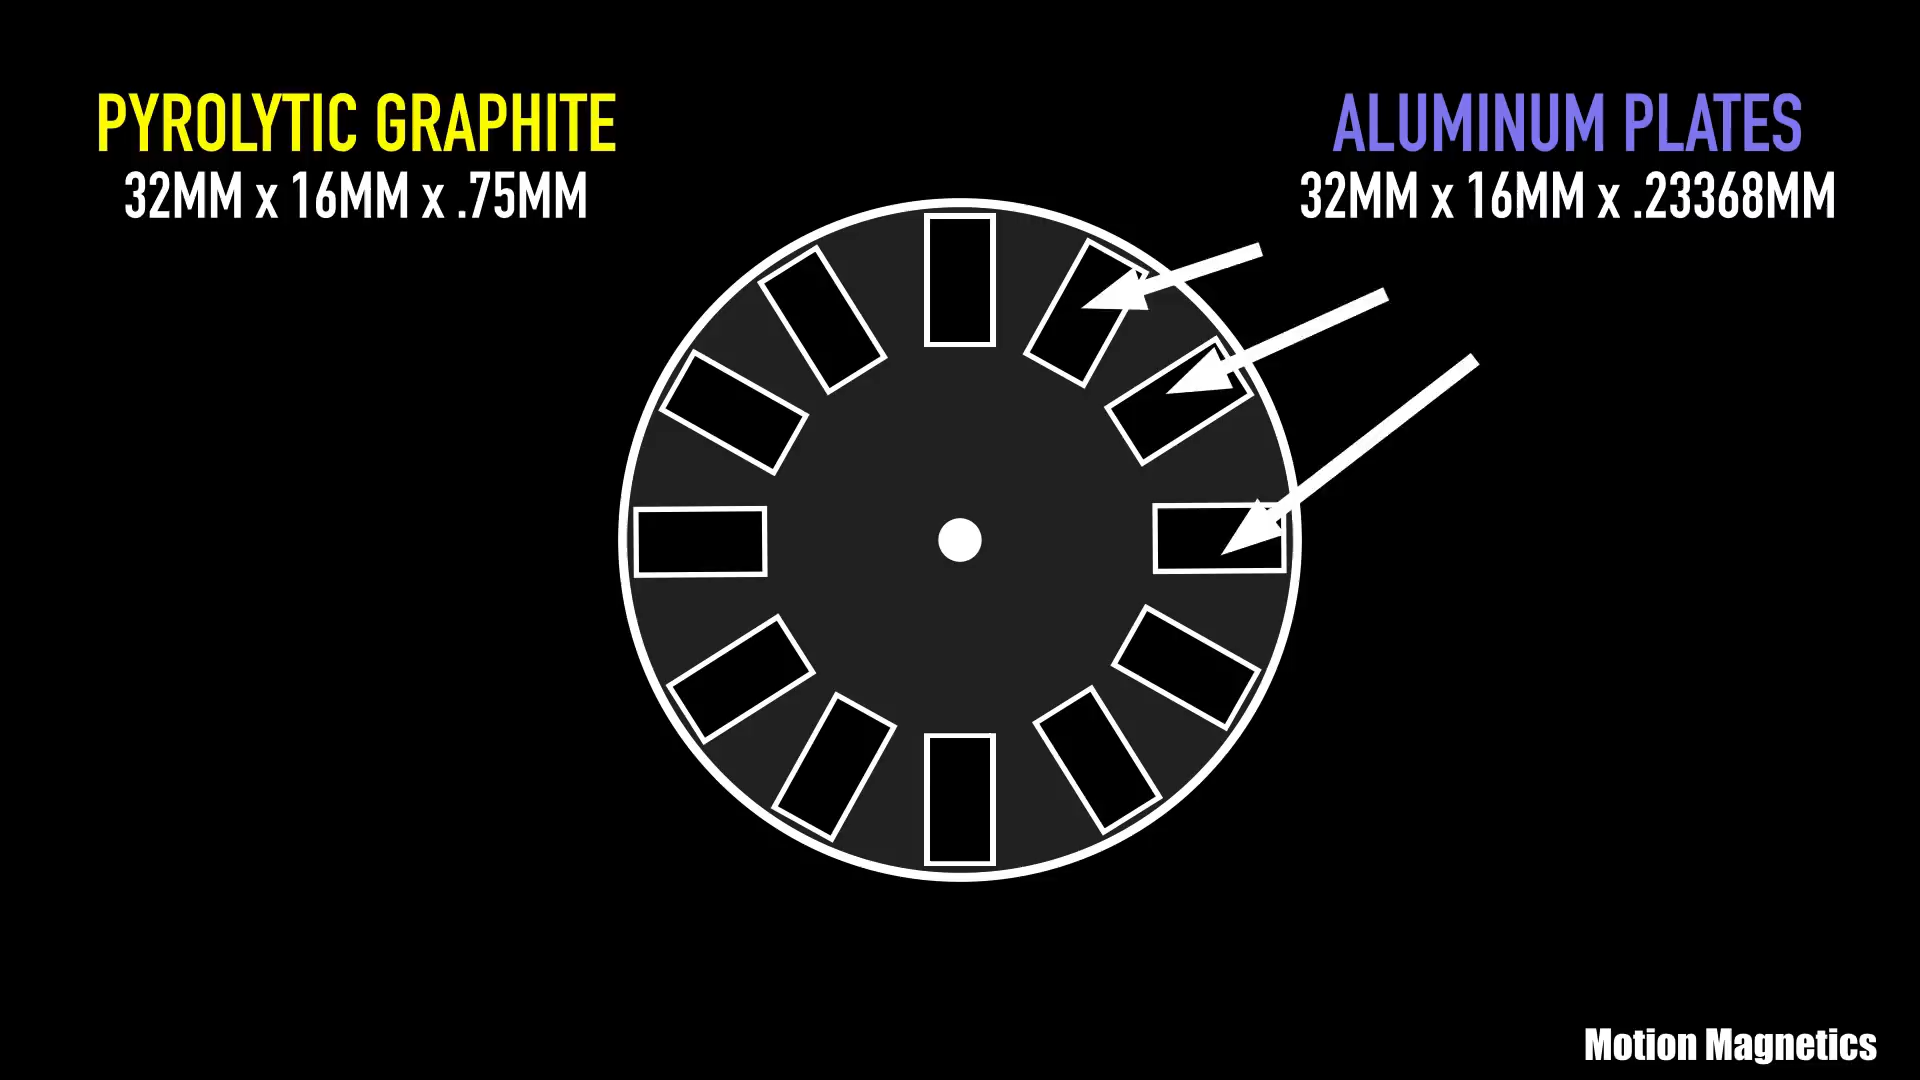 PYROLYTIC GRAPHITE
32MM x 16MM x .75MM
ALUMINUM PLATES
32MM x 16MM x .23368MM
Motion Magnetics